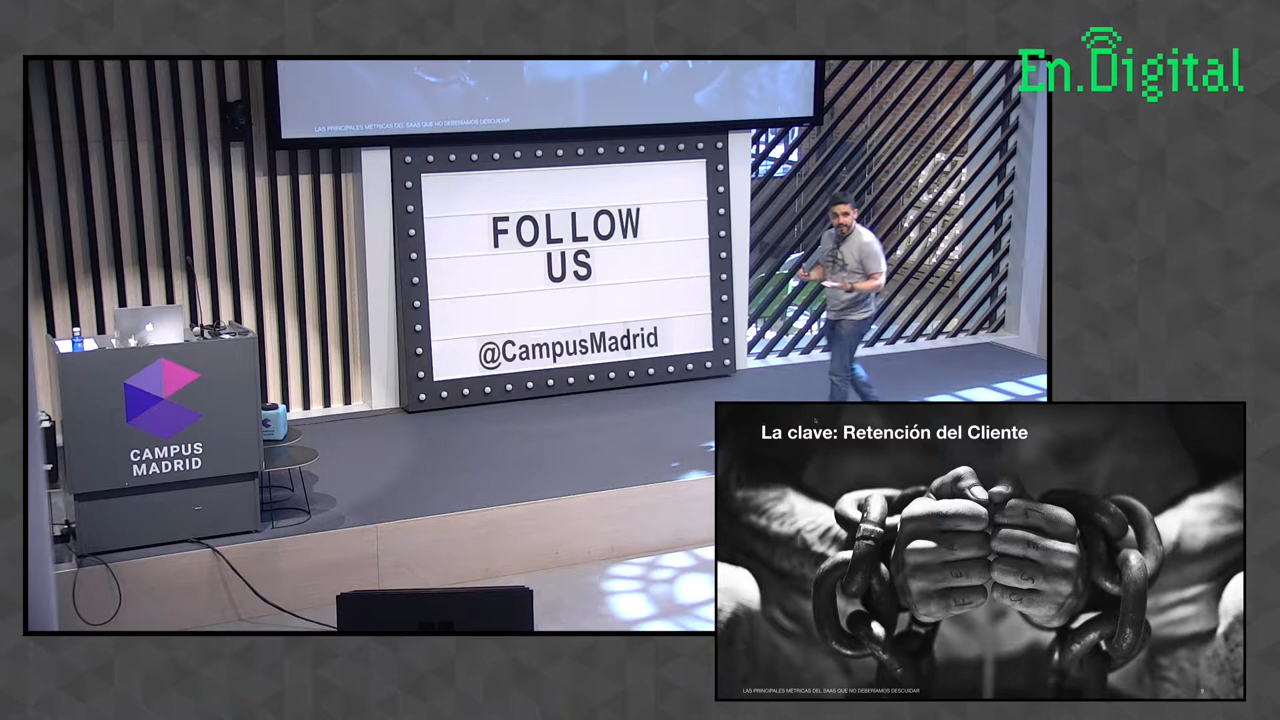 En.Digital
LAS PRINCIPALES MÉTRICAS DEL SAAS QUE NO DEBERÍAMOS DESCUIDAR
FOLLOW
US
@CampusMadrid
CAMPUS
MADRID
La clave: Retención del Cliente
LAS PRINCIPALES MÉTRICAS DEL SAAS QUE NO DEBERÍAMOS DESCUIDAR
9